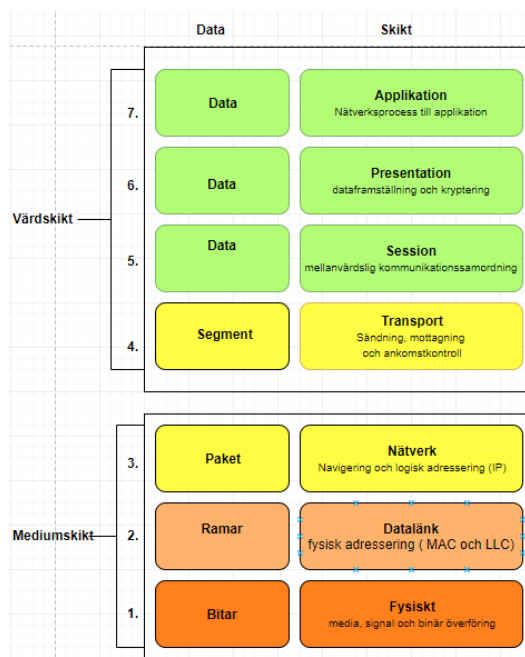 Data Skikt
7. Data Applikation
Nätverksprocess till applikation
6. Data Presentation
dataframställning och kryptering
Värdskikt
5. Data Session
mellanvärdslig kommunikationssamordning
4. Segment Transport
Sändning, mottagning
och ankomstkontroll
3. Paket Nätverk
Navigering och logisk adressering (IP)
Mediumskikt
2. Ramar Datalänk
fysisk adressering ( MAC och LLC)
1. Bitar Fysiskt
media, signal och binär överföring